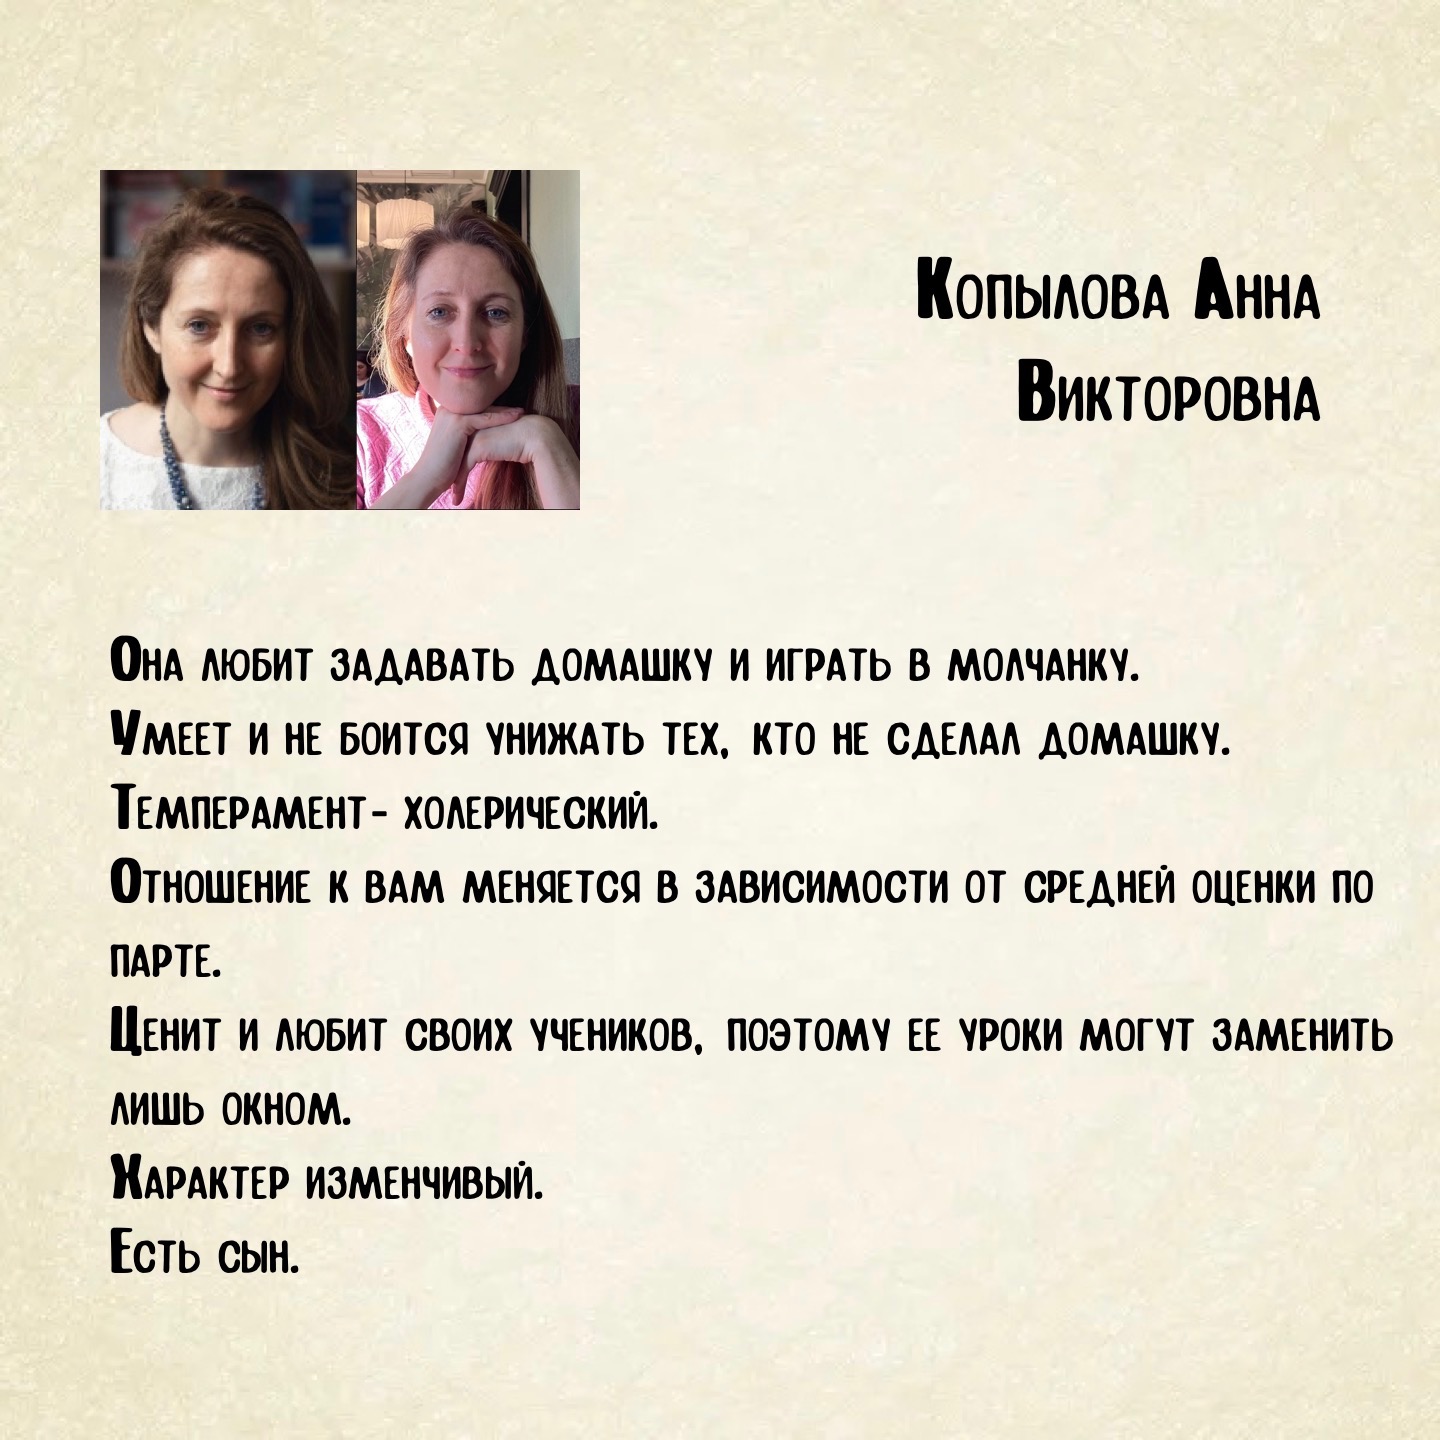 Копылова Анна
Викторовна
Она любит задавать домашку и играть в молчанку.
Умеет и не боится унижать тех, кто не сделал домашку.
Темперамент- холерический.
Отношение к вам меняется в зависимости от средней оценки по
парте.
Ценит и любит своих учеников, поэтому ее уроки могут заменить
лишь окном.
Характер изменчивый.
Есть сын.